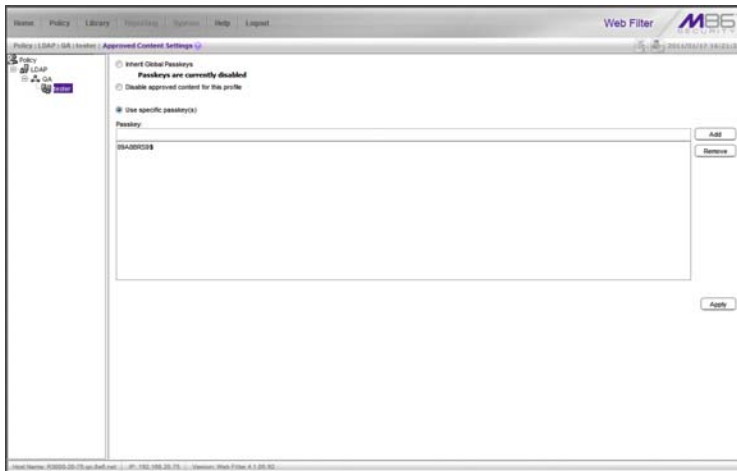 Home Policy Library Reporting System Help Logout
Web Filter
M86
SECURITY
Policy : LDAP : QA : tester : Approved Content Settings
Policy
LDAP
QA
tester
Inherit Global Passkeys
Passkeys are currently disabled
Disable approved content for this profile
Use specific passkey(s)
Passkey:
Add
Remove
Apply